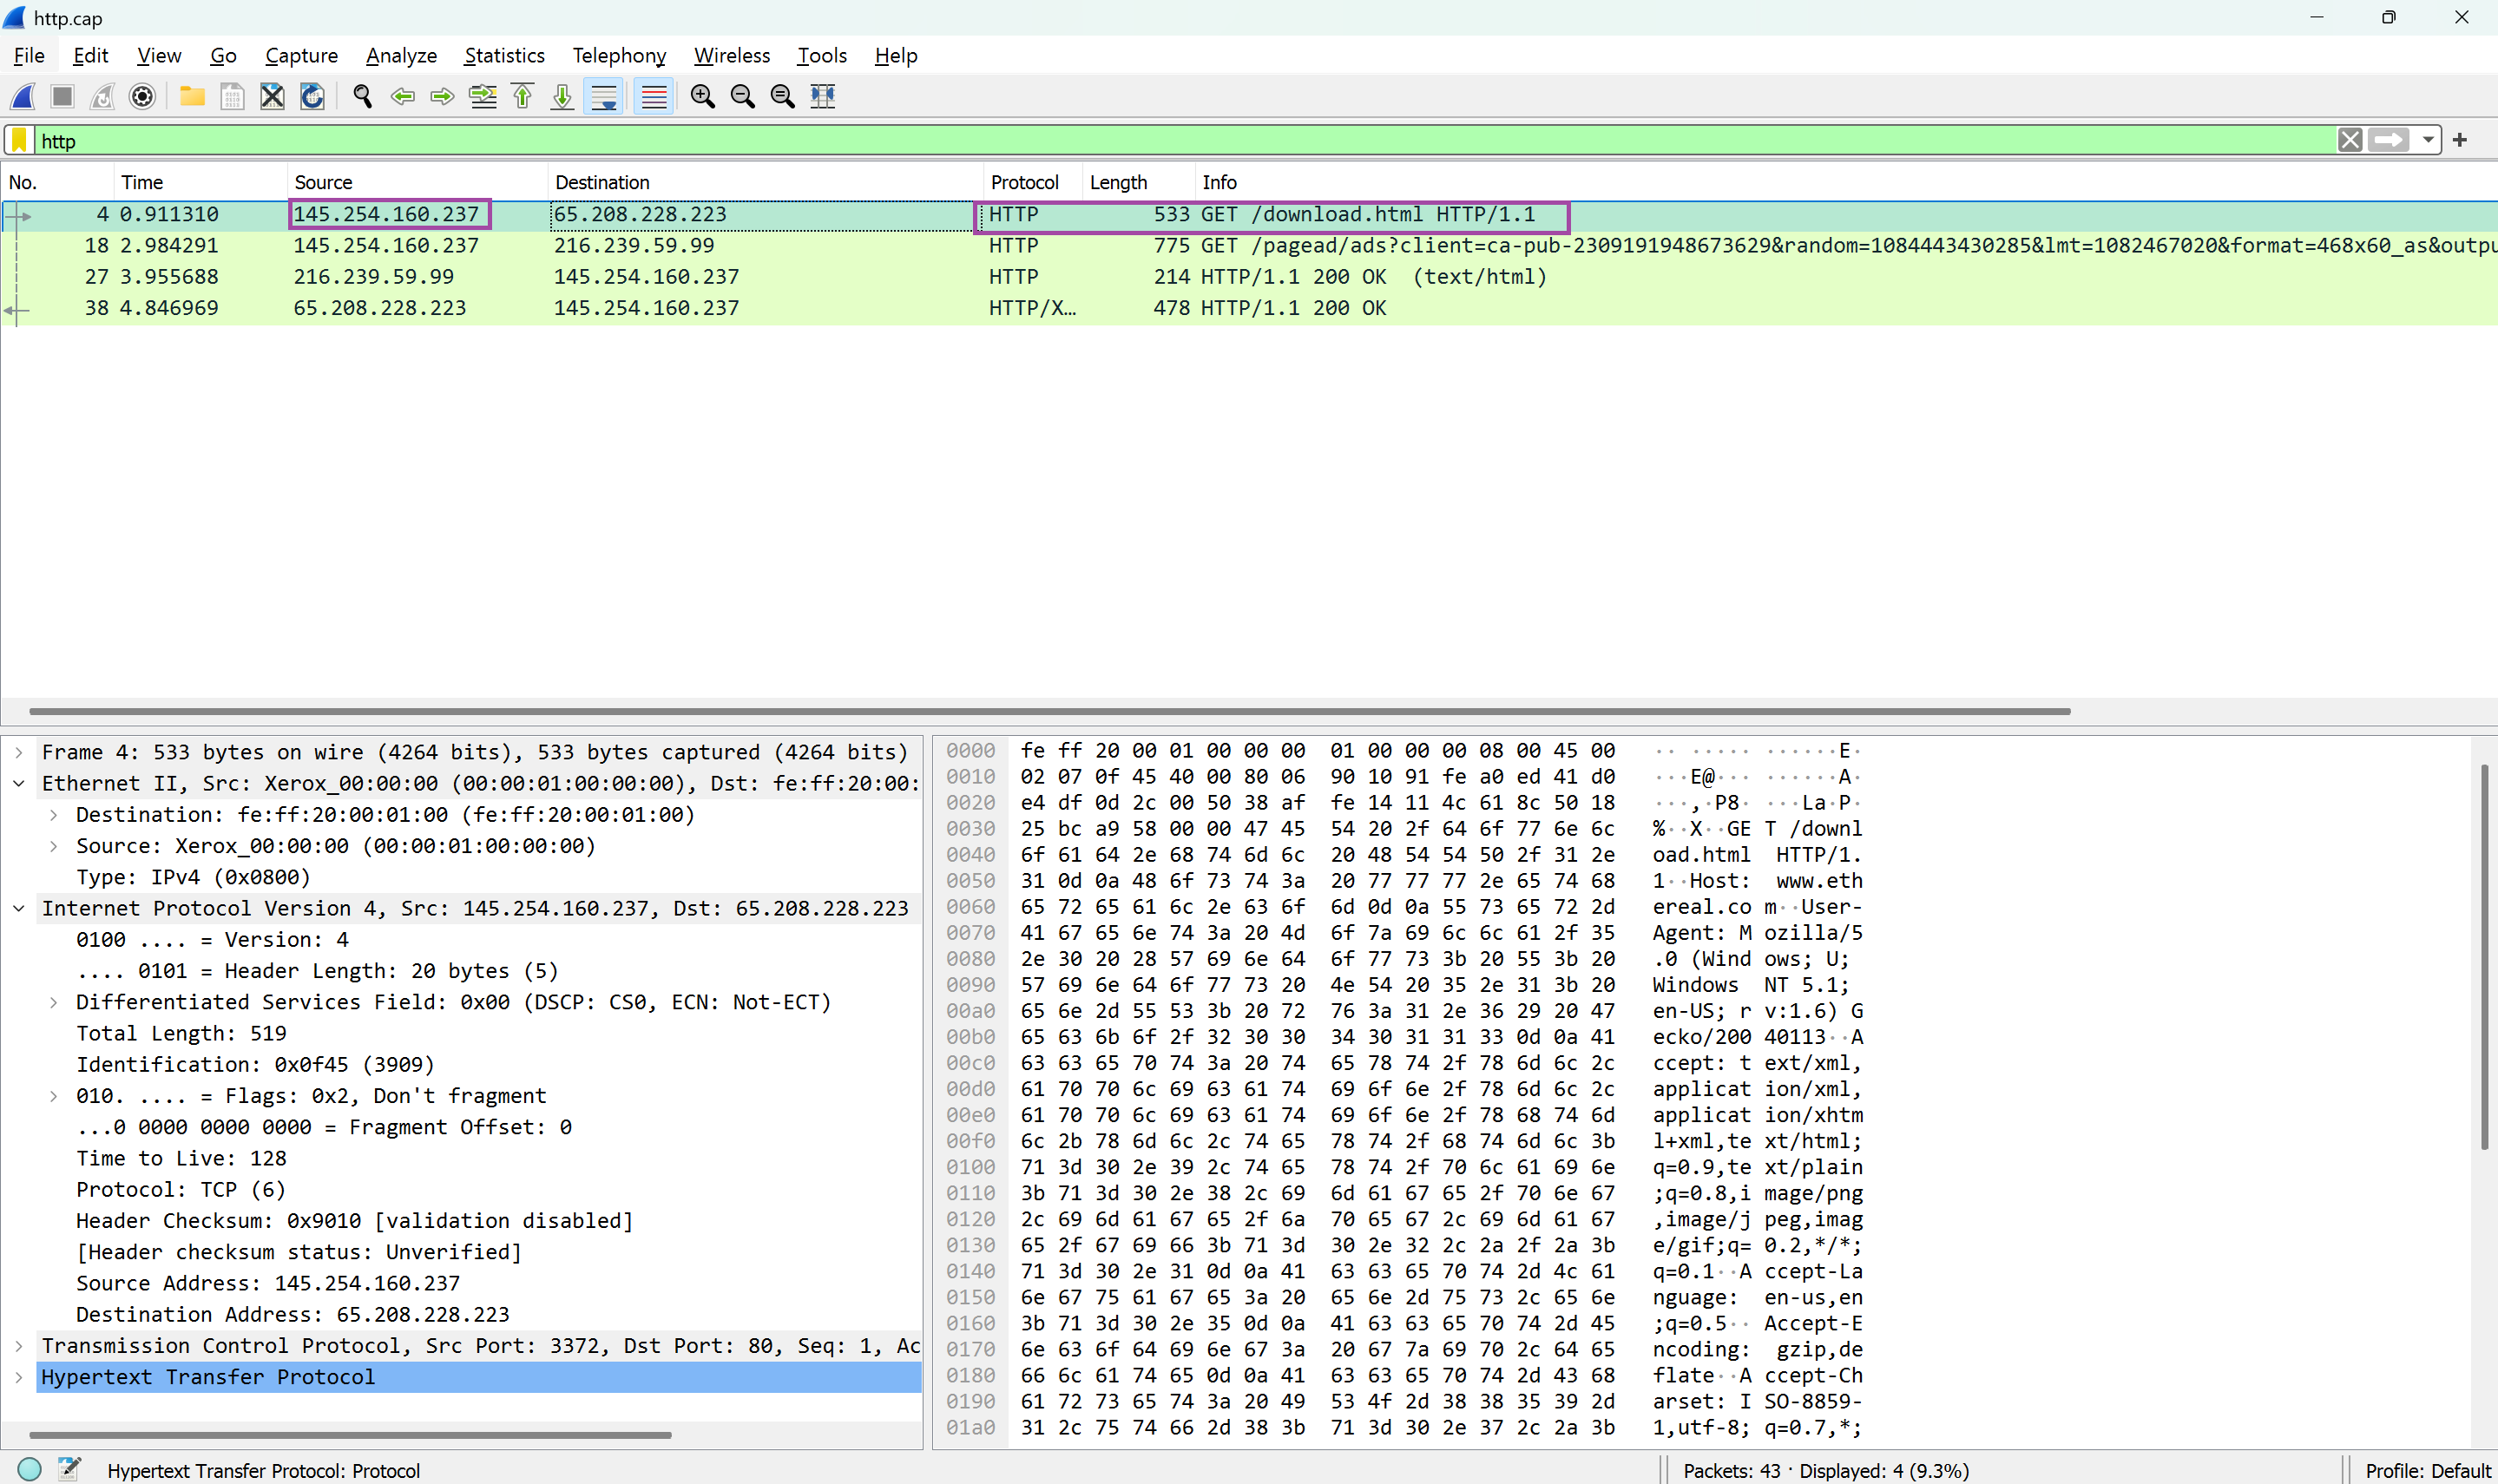 http.cap
File Edit View Go Capture Analyze Statistics Telephony Wireless Tools Help
http
No. Time Source Destination Protocol Length Info
4 0.911310 145.254.160.237 65.208.228.223 HTTP 533 GET /download.html HTTP/1.1
18 2.984291 145.254.160.237 216.239.59.99 HTTP 775 GET /pagead/ads?client=ca-pub-2309191948673629&random=1084443430285&lmt=1082467020&format=468x60_as&outpu
27 3.955688 216.239.59.99 145.254.160.237 HTTP 214 HTTP/1.1 200 OK  (text/html)
38 4.846969 65.208.228.223 145.254.160.237 HTTP/X… 478 HTTP/1.1 200 OK
Frame 4: 533 bytes on wire (4264 bits), 533 bytes captured (4264 bits)
Ethernet II, Src: Xerox_00:00:00 (00:00:01:00:00:00), Dst: fe:ff:20:00:
Destination: fe:ff:20:00:01:00 (fe:ff:20:00:01:00)
Source: Xerox_00:00:00 (00:00:01:00:00:00)
Type: IPv4 (0x0800)
Internet Protocol Version 4, Src: 145.254.160.237, Dst: 65.208.228.223
0100 .... = Version: 4
.... 0101 = Header Length: 20 bytes (5)
Differentiated Services Field: 0x00 (DSCP: CS0, ECN: Not-ECT)
Total Length: 519
Identification: 0x0f45 (3909)
010. .... = Flags: 0x2, Don't fragment
...0 0000 0000 0000 = Fragment Offset: 0
Time to Live: 128
Protocol: TCP (6)
Header Checksum: 0x9010 [validation disabled]
[Header checksum status: Unverified]
Source Address: 145.254.160.237
Destination Address: 65.208.228.223
Transmission Control Protocol, Src Port: 3372, Dst Port: 80, Seq: 1, Ac
Hypertext Transfer Protocol
0000 fe ff 20 00 01 00 00 00 01 00 00 00 08 00 45 00 ·· ····· ······E·
0010 02 07 0f 45 40 00 80 06 90 10 91 fe a0 ed 41 d0 ···E@··· ······A·
0020 e4 df 0d 2c 00 50 38 af fe 14 11 4c 61 8c 50 18 ···,·P8· ···La·P·
0030 25 bc a9 58 00 00 47 45 54 20 2f 64 6f 77 6e 6c %··X··GE T /downl
0040 6f 61 64 2e 68 74 6d 6c 20 48 54 54 50 2f 31 2e oad.html HTTP/1.
0050 31 0d 0a 48 6f 73 74 3a 20 77 77 77 2e 65 74 68 1··Host: www.eth
0060 65 72 65 61 6c 2e 63 6f 6d 0d 0a 55 73 65 72 2d ereal.co m··User-
0070 41 67 65 6e 74 3a 20 4d 6f 7a 69 6c 6c 61 2f 35 Agent: M ozilla/5
0080 2e 30 20 28 57 69 6e 64 6f 77 73 3b 20 55 3b 20 .0 (Wind ows; U;
0090 57 69 6e 64 6f 77 73 20 4e 54 20 35 2e 31 3b 20 Windows NT 5.1;
00a0 65 6e 2d 55 53 3b 20 72 76 3a 31 2e 36 29 20 47 en-US; r v:1.6) G
00b0 65 63 6b 6f 2f 32 30 30 34 30 31 31 33 0d 0a 41 ecko/200 40113··A
00c0 63 63 65 70 74 3a 20 74 65 78 74 2f 78 6d 6c 2c ccept: t ext/xml,
00d0 61 70 70 6c 69 63 61 74 69 6f 6e 2f 78 6d 6c 2c applicat ion/xml,
00e0 61 70 70 6c 69 63 61 74 69 6f 6e 2f 78 68 74 6d applicat ion/xhtm
00f0 6c 2b 78 6d 6c 2c 74 65 78 74 2f 68 74 6d 6c 3b l+xml,te xt/html;
0100 71 3d 30 2e 39 2c 74 65 78 74 2f 70 6c 61 69 6e q=0.9,te xt/plain
0110 3b 71 3d 30 2e 38 2c 69 6d 61 67 65 2f 70 6e 67 ;q=0.8,i mage/png
0120 2c 69 6d 61 67 65 2f 6a 70 65 67 2c 69 6d 61 67 ,image/j peg,imag
0130 65 2f 67 69 66 3b 71 3d 30 2e 32 2c 2a 2f 2a 3b e/gif;q= 0.2,*/*;
0140 71 3d 30 2e 31 0d 0a 41 63 63 65 70 74 2d 4c 61 q=0.1··A ccept-La
0150 6e 67 75 61 67 65 3a 20 65 6e 2d 75 73 2c 65 6e nguage: en-us,en
0160 3b 71 3d 30 2e 35 0d 0a 41 63 63 65 70 74 2d 45 ;q=0.5·· Accept-E
0170 6e 63 6f 64 69 6e 67 3a 20 67 7a 69 70 2c 64 65 ncoding: gzip,de
0180 66 6c 61 74 65 0d 0a 41 63 63 65 70 74 2d 43 68 flate··A ccept-Ch
0190 61 72 73 65 74 3a 20 49 53 4f 2d 38 38 35 39 2d arset: I SO-8859-
01a0 31 2c 75 74 66 2d 38 3b 71 3d 30 2e 37 2c 2a 3b 1,utf-8; q=0.7,*;
Hypertext Transfer Protocol: Protocol Packets: 43 · Displayed: 4 (9.3%) Profile: Default